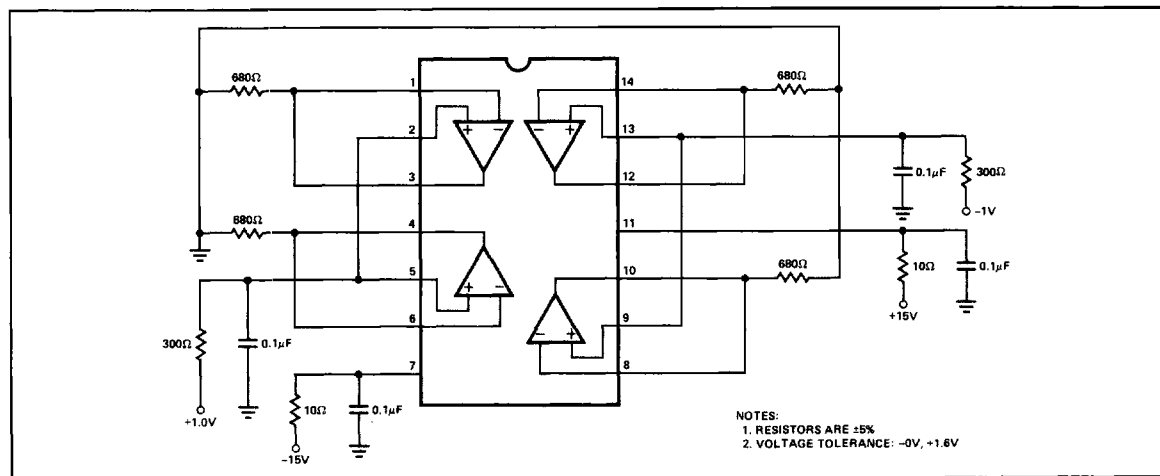 680Ω
1
14
680Ω
2
13
+
−
−
+
3
12
0.1μF
300Ω
−1V
680Ω
4
11
5
10
680Ω
10Ω
0.1μF
+
−
+15V
6
9
−
+
300Ω
0.1μF
7
8
+1.0V
10Ω
0.1μF
−15V
NOTES:
1. RESISTORS ARE ±5%
2. VOLTAGE TOLERANCE: −0V, +1.6V